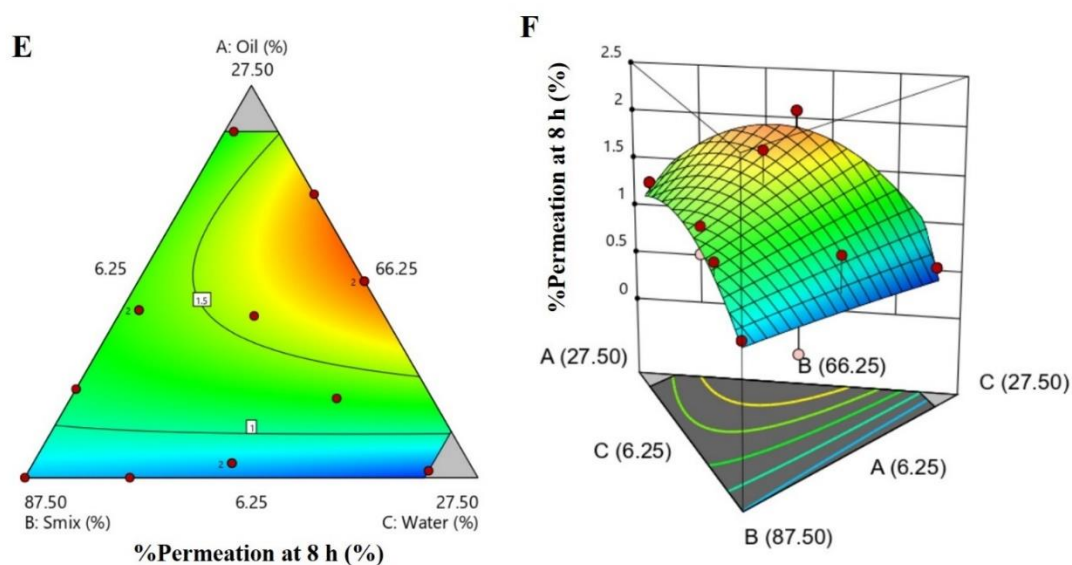 E
A: Oil (%)
27.50
6.25
66.25
1.5
2
2
1
2
87.50
6.25
27.50
B: Smix (%)
C: Water (%)
%Permeation at 8 h (%)
F
%Permeation at 8 h (%)
2.5
2
1.5
1
0.5
0
A (27.50)
B (66.25)
C (27.50)
C (6.25)
A (6.25)
B (87.50)